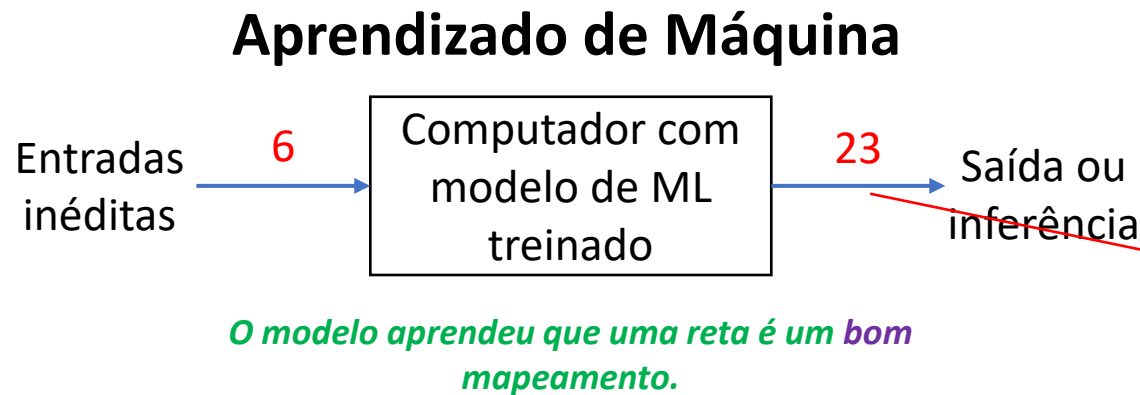 Aprendizado de Máquina
Entradas
inéditas
6
Computador com
modelo de ML
treinado
23
Saída ou
inferência
O modelo aprendeu que uma reta é um bom
mapeamento.